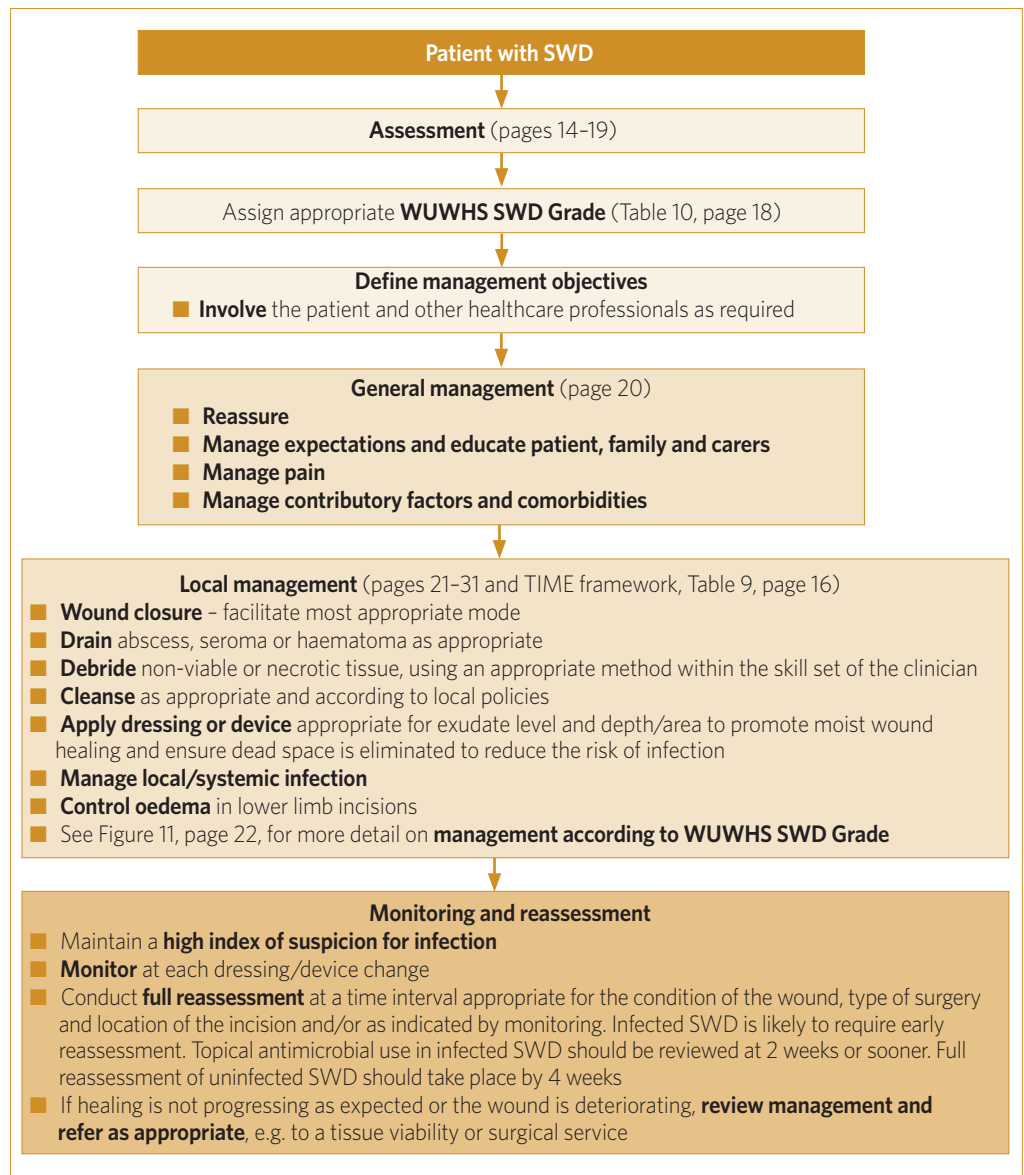 Patient with SWD
Assessment (pages 14–19)
Assign appropriate WUWHS SWD Grade (Table 10, page 18)
Define management objectives
■ Involve the patient and other healthcare professionals as required
General management (page 20)
■ Reassure
■ Manage expectations and educate patient, family and carers
■ Manage pain
■ Manage contributory factors and comorbidities
Local management (pages 21–31 and TIME framework, Table 9, page 16)
■ Wound closure – facilitate most appropriate mode
■ Drain abscess, seroma or haematoma as appropriate
■ Debride non-viable or necrotic tissue, using an appropriate method within the skill set of the clinician
■ Cleanse as appropriate and according to local policies
■ Apply dressing or device appropriate for exudate level and depth/area to promote moist wound
healing and ensure dead space is eliminated to reduce the risk of infection
■ Manage local/systemic infection
■ Control oedema in lower limb incisions
■ See Figure 11, page 22, for more detail on management according to WUWHS SWD Grade
Monitoring and reassessment
■ Maintain a high index of suspicion for infection
■ Monitor at each dressing/device change
■ Conduct full reassessment at a time interval appropriate for the condition of the wound, type of surgery
and location of the incision and/or as indicated by monitoring. Infected SWD is likely to require early
reassessment. Topical antimicrobial use in infected SWD should be reviewed at 2 weeks or sooner. Full
reassessment of uninfected SWD should take place by 4 weeks
■ If healing is not progressing as expected or the wound is deteriorating, review management and
refer as appropriate, e.g. to a tissue viability or surgical service